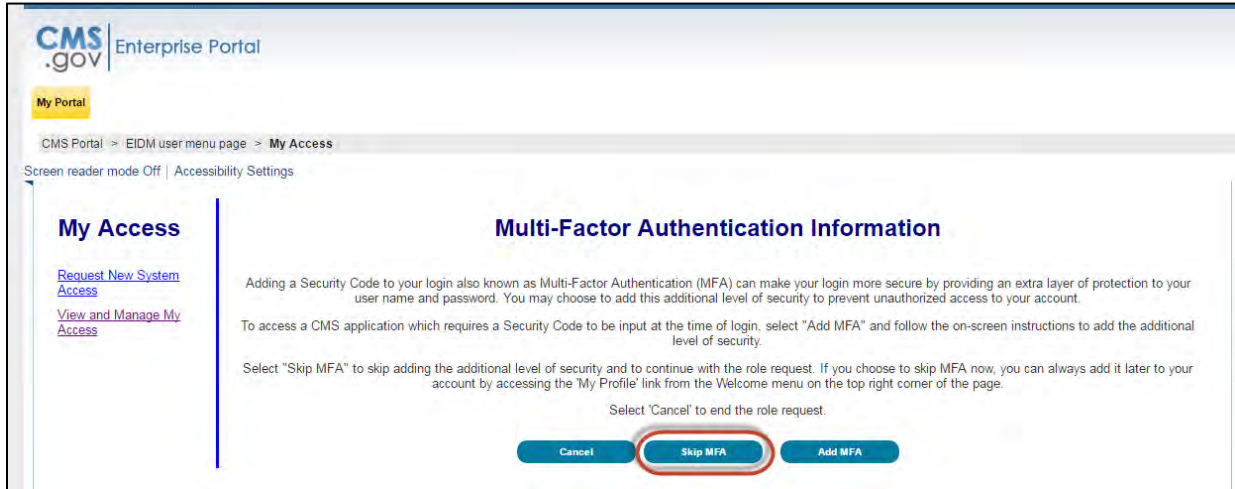 CMS
.gov
Enterprise Portal
My Portal
CMS Portal > EIDM user menu page > My Access
Screen reader mode Off | Accessibility Settings
My Access
Request New System
Access
View and Manage My
Access
Multi-Factor Authentication Information
Adding a Security Code to your login also known as Multi-Factor Authentication (MFA) can make your login more secure by providing an extra layer of protection to your
user name and password. You may choose to add this additional level of security to prevent unauthorized access to your account.
To access a CMS application which requires a Security Code to be input at the time of login, select "Add MFA" and follow the on-screen instructions to add the additional
level of security.
Select "Skip MFA" to skip adding the additional level of security and to continue with the role request. If you choose to skip MFA now, you can always add it later to your
account by accessing the 'My Profile' link from the Welcome menu on the top right corner of the page.
Select 'Cancel' to end the role request.
Cancel Skip MFA Add MFA